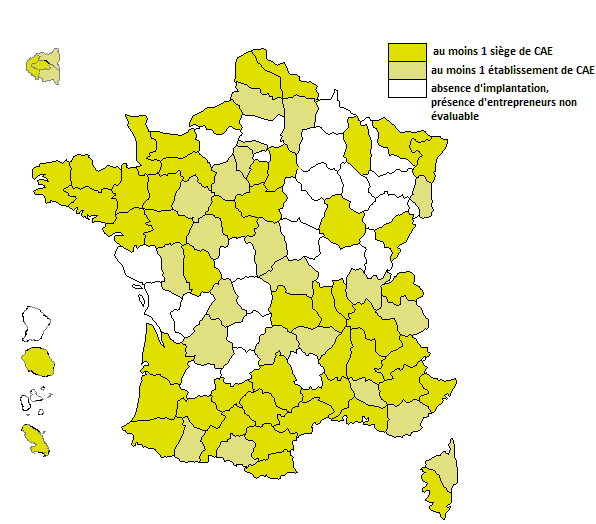 au moins 1 siège de CAE
au moins 1 établissement de CAE
absence d'implantation,
présence d'entrepreneurs non
évaluable